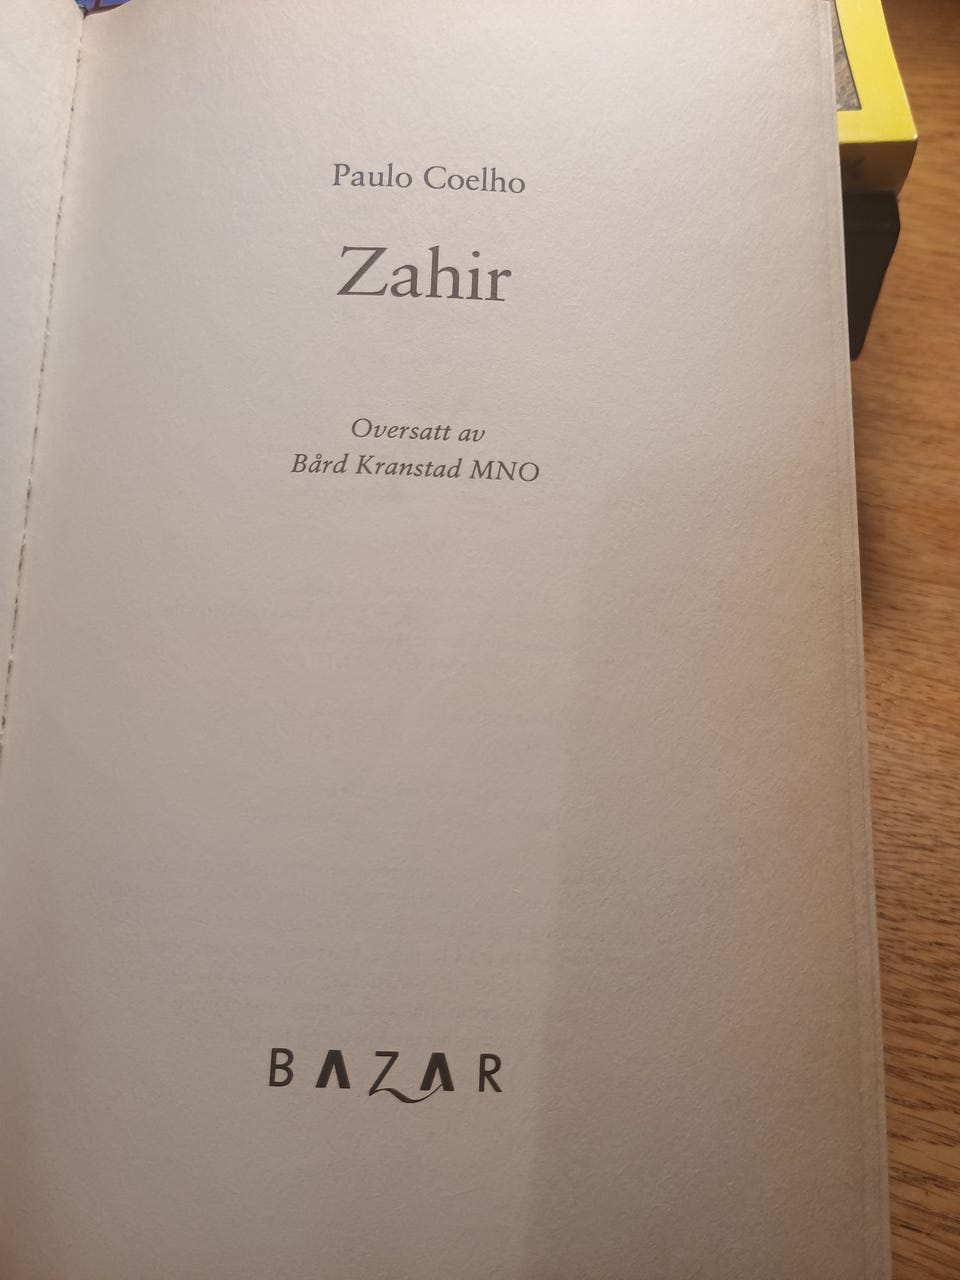 Paulo Coelho
Zahir
Oversatt av
Bård Kranstad MNO
BAZAR